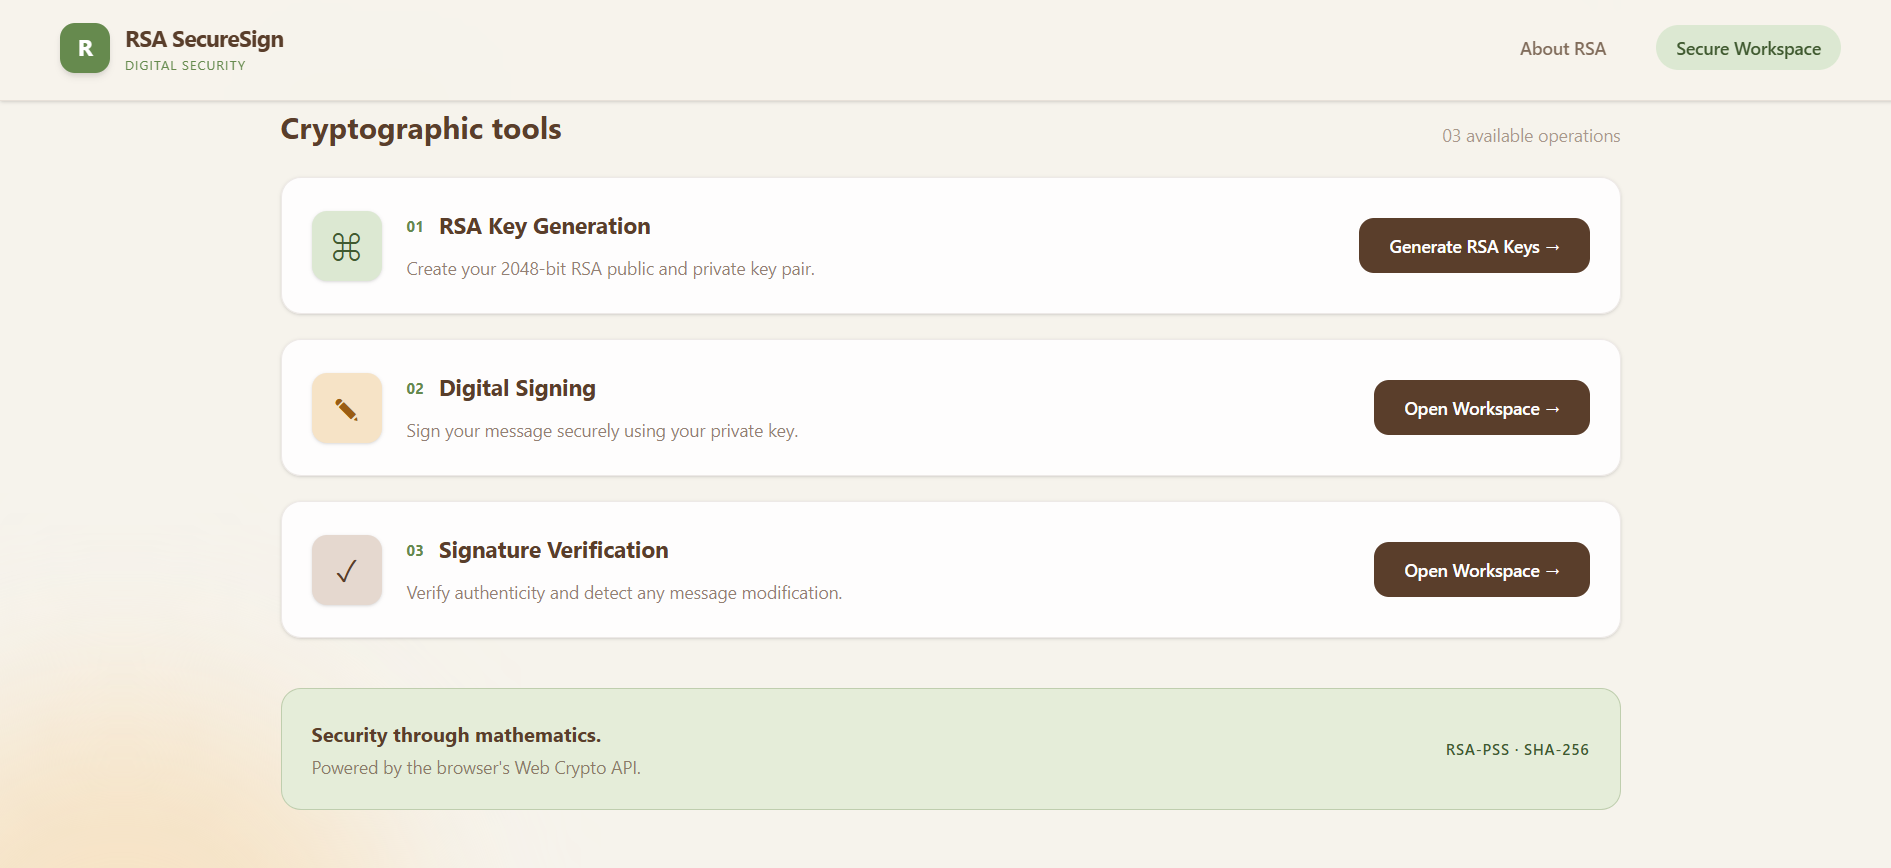 R
RSA SecureSign
DIGITAL SECURITY
About RSA
Secure Workspace
Cryptographic tools
03 available operations
⌘
01 RSA Key Generation
Create your 2048-bit RSA public and private key pair.
Generate RSA Keys →
02 Digital Signing
Sign your message securely using your private key.
Open Workspace →
✓
03 Signature Verification
Verify authenticity and detect any message modification.
Open Workspace →
Security through mathematics.
Powered by the browser's Web Crypto API.
RSA-PSS · SHA-256